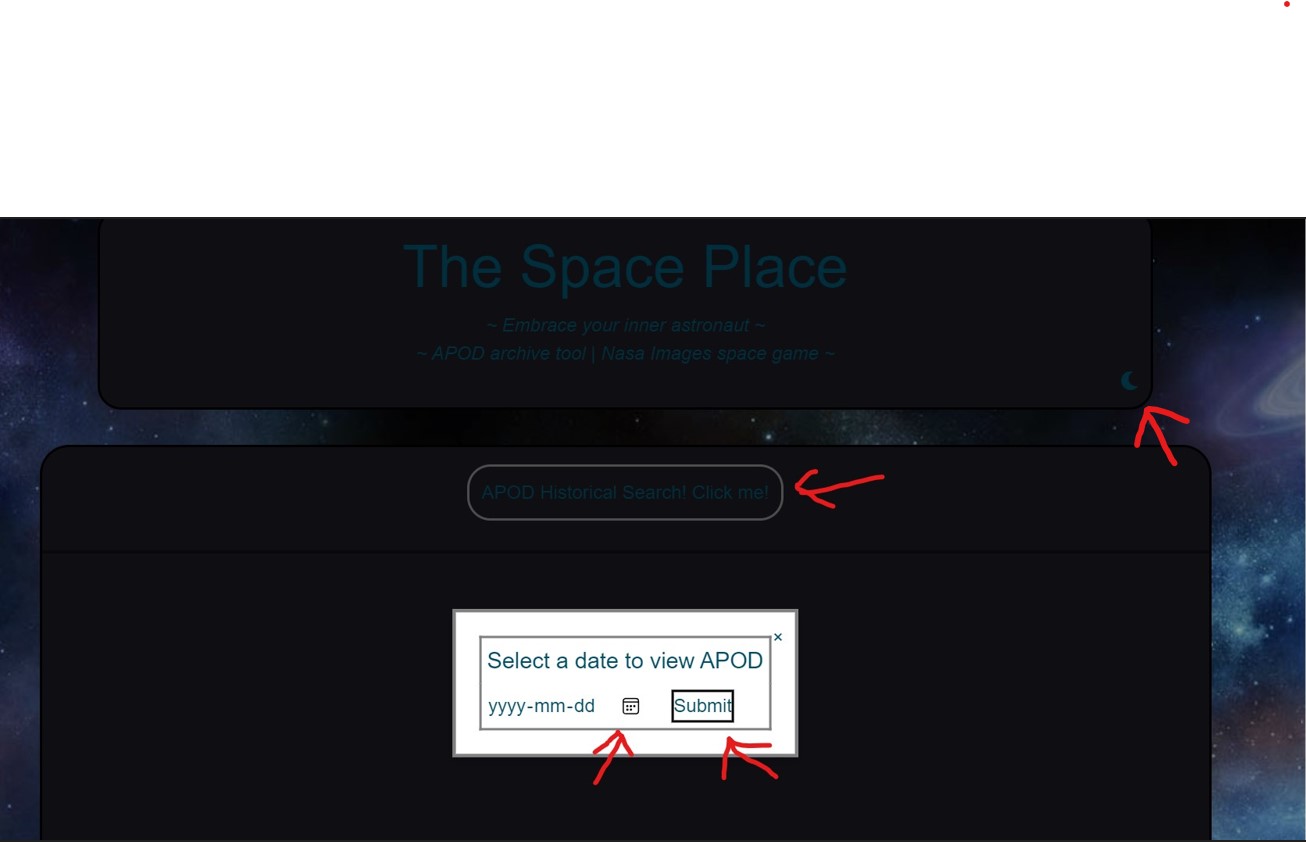 The Space Place
~ Embrace your inner astronaut ~
~ APOD archive tool | Nasa Images space game ~
APOD Historical Search! Click me!
×
Select a date to view APOD
yyyy-mm-dd Submit